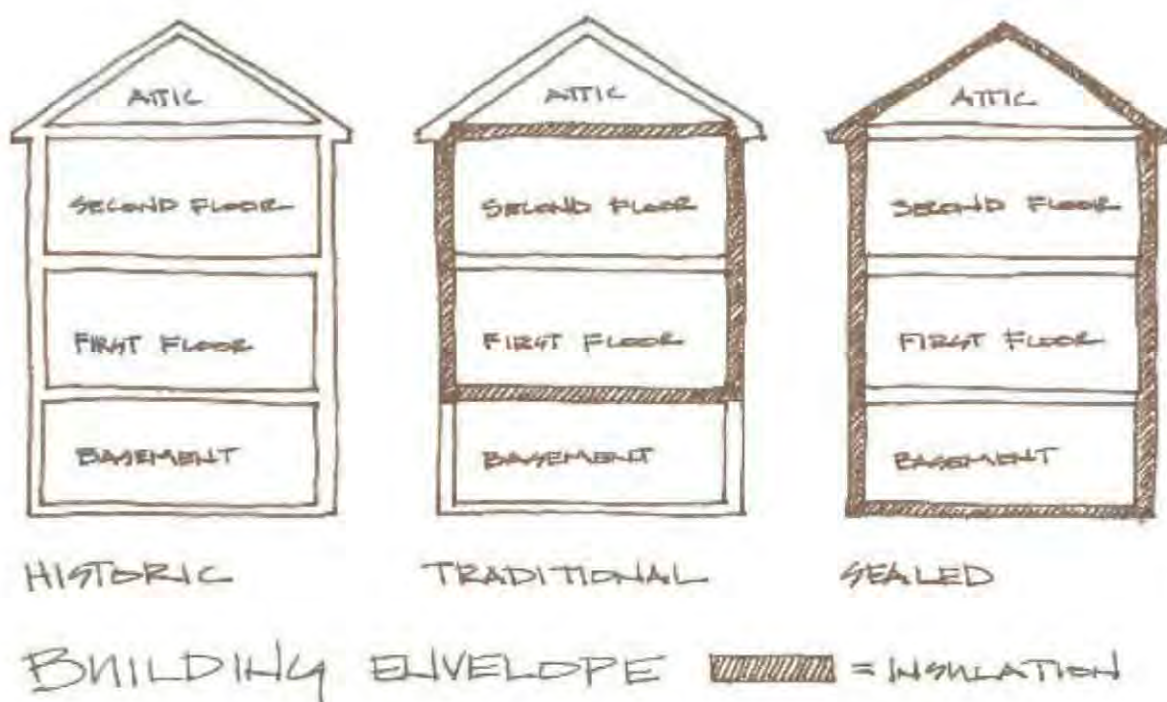 ATTIC ATTIC ATTIC
SECOND FLOOR SECOND FLOOR SECOND FLOOR
FIRST FLOOR FIRST FLOOR FIRST FLOOR
BASEMENT BASEMENT BASEMENT
HISTORIC TRADITIONAL SEALED
BUILDING ENVELOPE = INSULATION